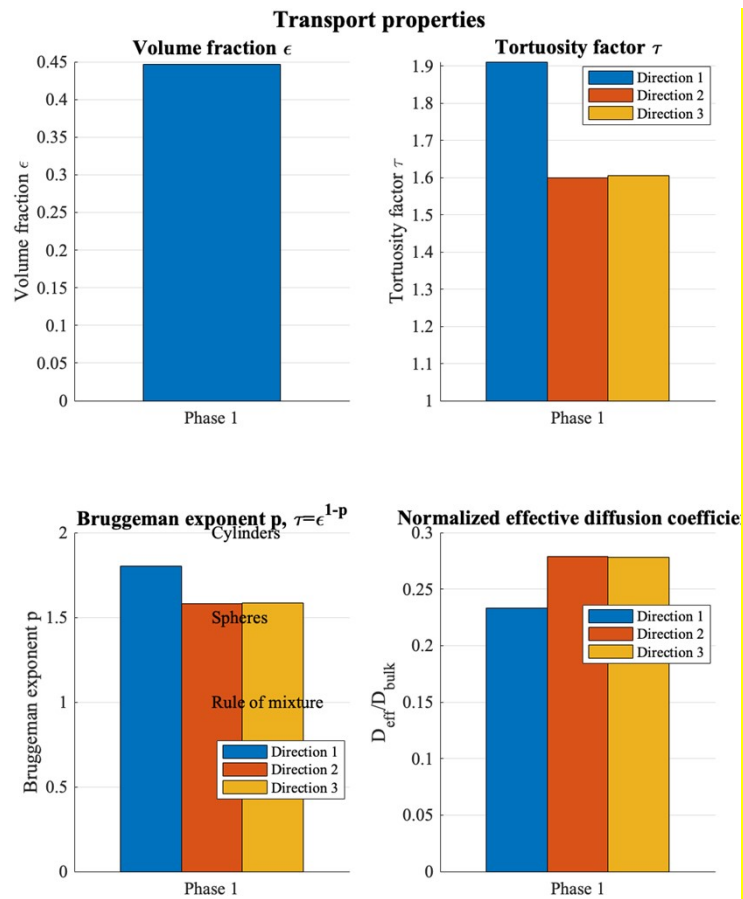 Transport properties
Volume fraction ϵ
0.45
0.4
0.35
0.3
0.25
0.2
0.15
0.1
0.05
0
Volume fraction ϵ
Phase 1
Tortuosity factor τ
1.9
1.8
1.7
1.6
1.5
1.4
1.3
1.2
1.1
1
Tortuosity factor τ
Direction 1
Direction 2
Direction 3
Phase 1
Bruggeman exponent p, τ=ϵ^{1-p}
2
1.5
1
0.5
0
Bruggeman exponent p
Cylinders
Spheres
Rule of mixture
Direction 1
Direction 2
Direction 3
Phase 1
Normalized effective diffusion coefficie
0.3
0.25
0.2
0.15
0.1
0.05
0
D_{eff}/D_{bulk}
Direction 1
Direction 2
Direction 3
Phase 1